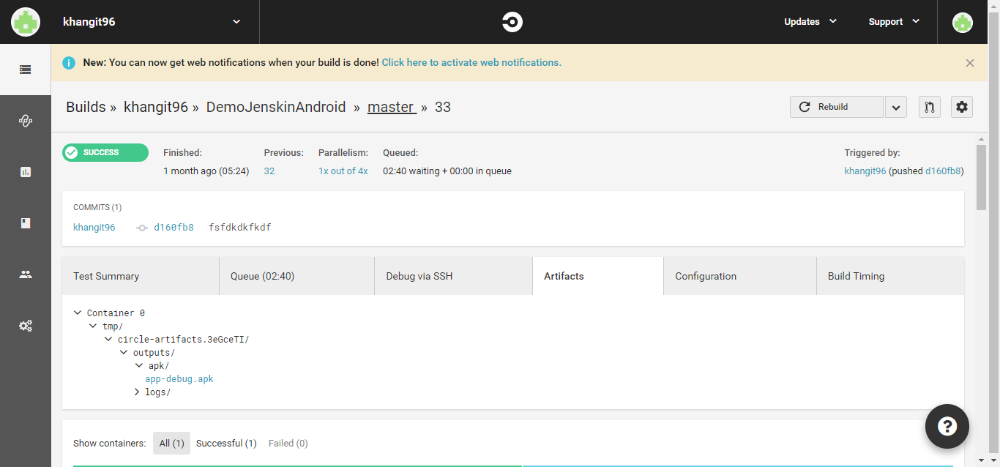 khangit96
Updates
Support
New: You can now get web notifications when your build is done! Click here to activate web notifications.
Builds » khangit96 » DemoJenskinAndroid » master » 33
Rebuild
SUCCESS
Finished:
1 month ago (05:24)
Previous:
32
Parallelism:
1x out of 4x
Queued:
02:40 waiting + 00:00 in queue
Triggered by:
khangit96 (pushed d160fb8)
COMMITS (1)
khangit96 d160fb8 fsfdkdkfkdf
Test Summary
Queue (02:40)
Debug via SSH
Artifacts
Configuration
Build Timing
Container 0
tmp/
circle-artifacts.3eGceTI/
outputs/
apk/
app-debug.apk
logs/
Show containers: All (1) Successful (1) Failed (0)